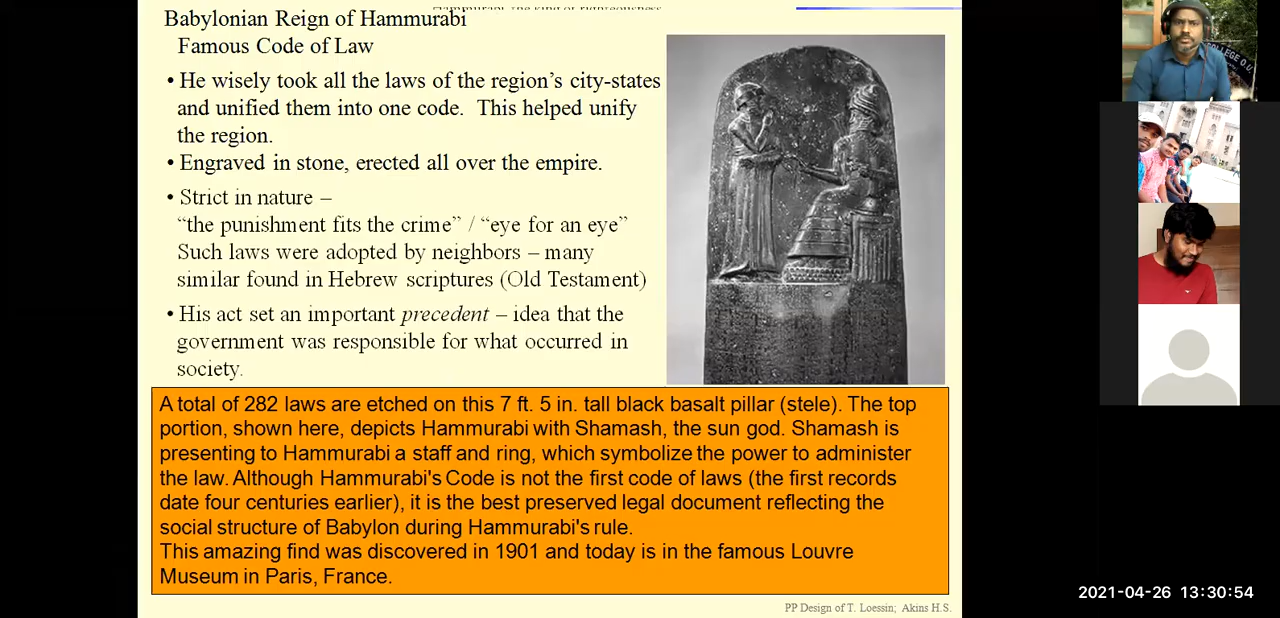 Hammurabi, the king of righteousness
Babylonian Reign of Hammurabi
Famous Code of Law
• He wisely took all the laws of the region’s city-states
and unified them into one code. This helped unify
the region.
• Engraved in stone, erected all over the empire.
• Strict in nature –
“the punishment fits the crime” / “eye for an eye”
Such laws were adopted by neighbors – many
similar found in Hebrew scriptures (Old Testament)
• His act set an important precedent – idea that the
government was responsible for what occurred in
society.
A total of 282 laws are etched on this 7 ft. 5 in. tall black basalt pillar (stele). The top
portion, shown here, depicts Hammurabi with Shamash, the sun god. Shamash is
presenting to Hammurabi a staff and ring, which symbolize the power to administer
the law. Although Hammurabi's Code is not the first code of laws (the first records
date four centuries earlier), it is the best preserved legal document reflecting the
social structure of Babylon during Hammurabi's rule.
This amazing find was discovered in 1901 and today is in the famous Louvre
Museum in Paris, France.
PP Design of T. Loessin; Akins H.S.
COLLEGE O.U.
2021-04-26 13:30:54